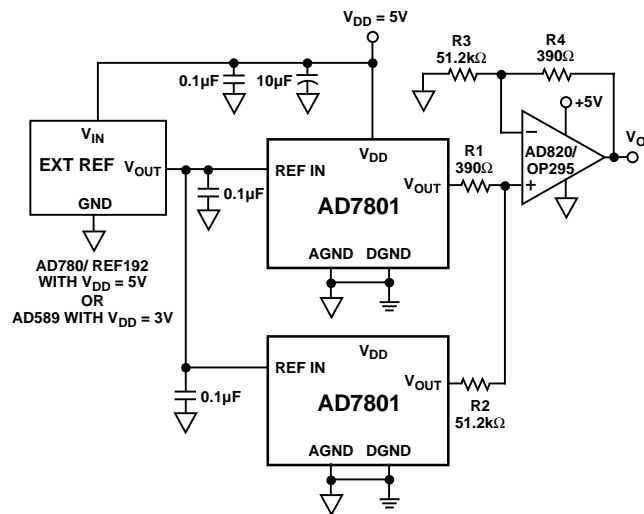 V_DD = 5V
R3
51.2kΩ
R4
390Ω
0.1µF
10µF
+5V
V_IN
EXT REF
V_OUT
GND
REF IN
V_DD
V_OUT
AD7801
AGND
DGND
0.1µF
R1
390Ω
AD820/
OP295
V_O
AD780/ REF192
WITH V_DD = 5V
OR
AD589 WITH V_DD = 3V
V_DD
REF IN
V_OUT
AD7801
AGND
DGND
0.1µF
R2
51.2kΩ